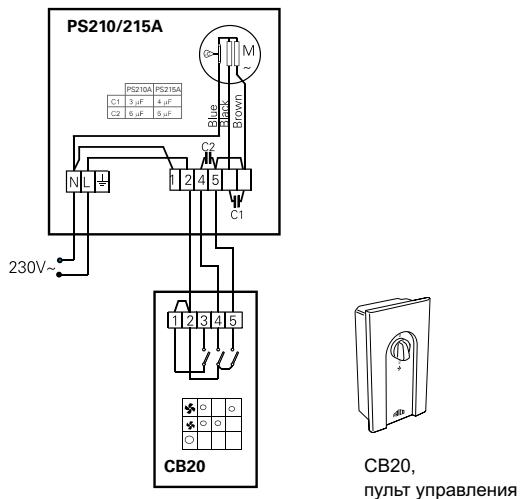 PS210/215A
M
~
PS210A PS215A
C1 3 µF 4 µF
C2 6 µF 6 µF
Blue
Black
Brown
C2
N L
1 2 4 5
C1
230V~
1 2 3 4 5
CB20
CB20,
пульт управления